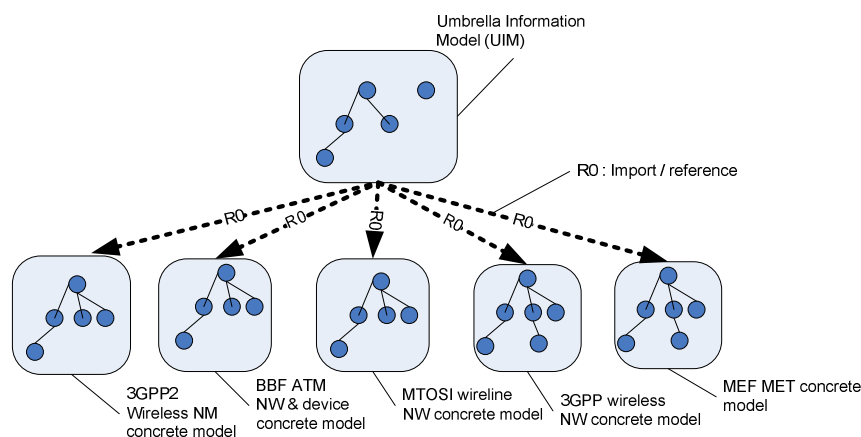 Umbrella Information
Model (UIM)
R0 : Import / reference
R0
R0
R0
R0
R0
3GPP2
Wireless NM
concrete model
BBF ATM
NW & device
concrete model
MTOSI wireline
NW concrete model
3GPP wireless
NW concrete model
MEF MET concrete
model